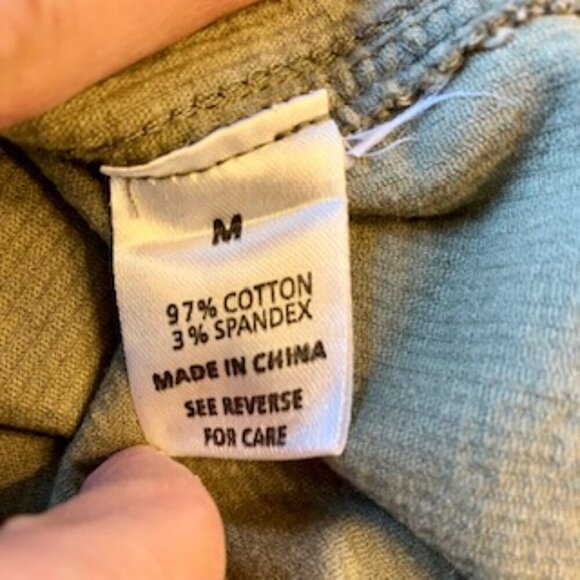 M
97% COTTON
3% SPANDEX
MADE IN CHINA
SEE REVERSE
FOR CARE